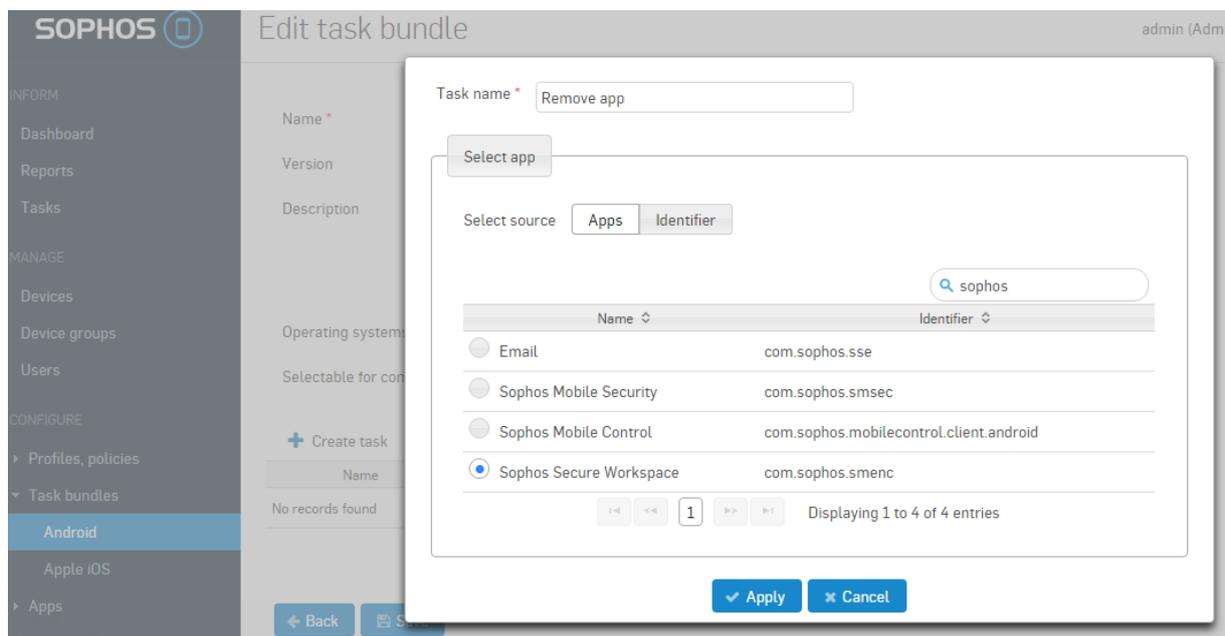 SOPHOS
Edit task bundle
admin (Adm
INFORM
Dashboard
Reports
Tasks
MANAGE
Devices
Device groups
Users
CONFIGURE
Profiles, policies
Task bundles
Android
Apple iOS
Apps
Name *
Version
Description
Operating systems
Selectable for com
Create task
Name
No records found
Back
Task name * Remove app
Select app
Select source Apps Identifier
sophos
Name Identifier
Email com.sophos.sse
Sophos Mobile Security com.sophos.smsec
Sophos Mobile Control com.sophos.mobilecontrol.client.android
Sophos Secure Workspace com.sophos.smenc
1 Displaying 1 to 4 of 4 entries
Apply Cancel